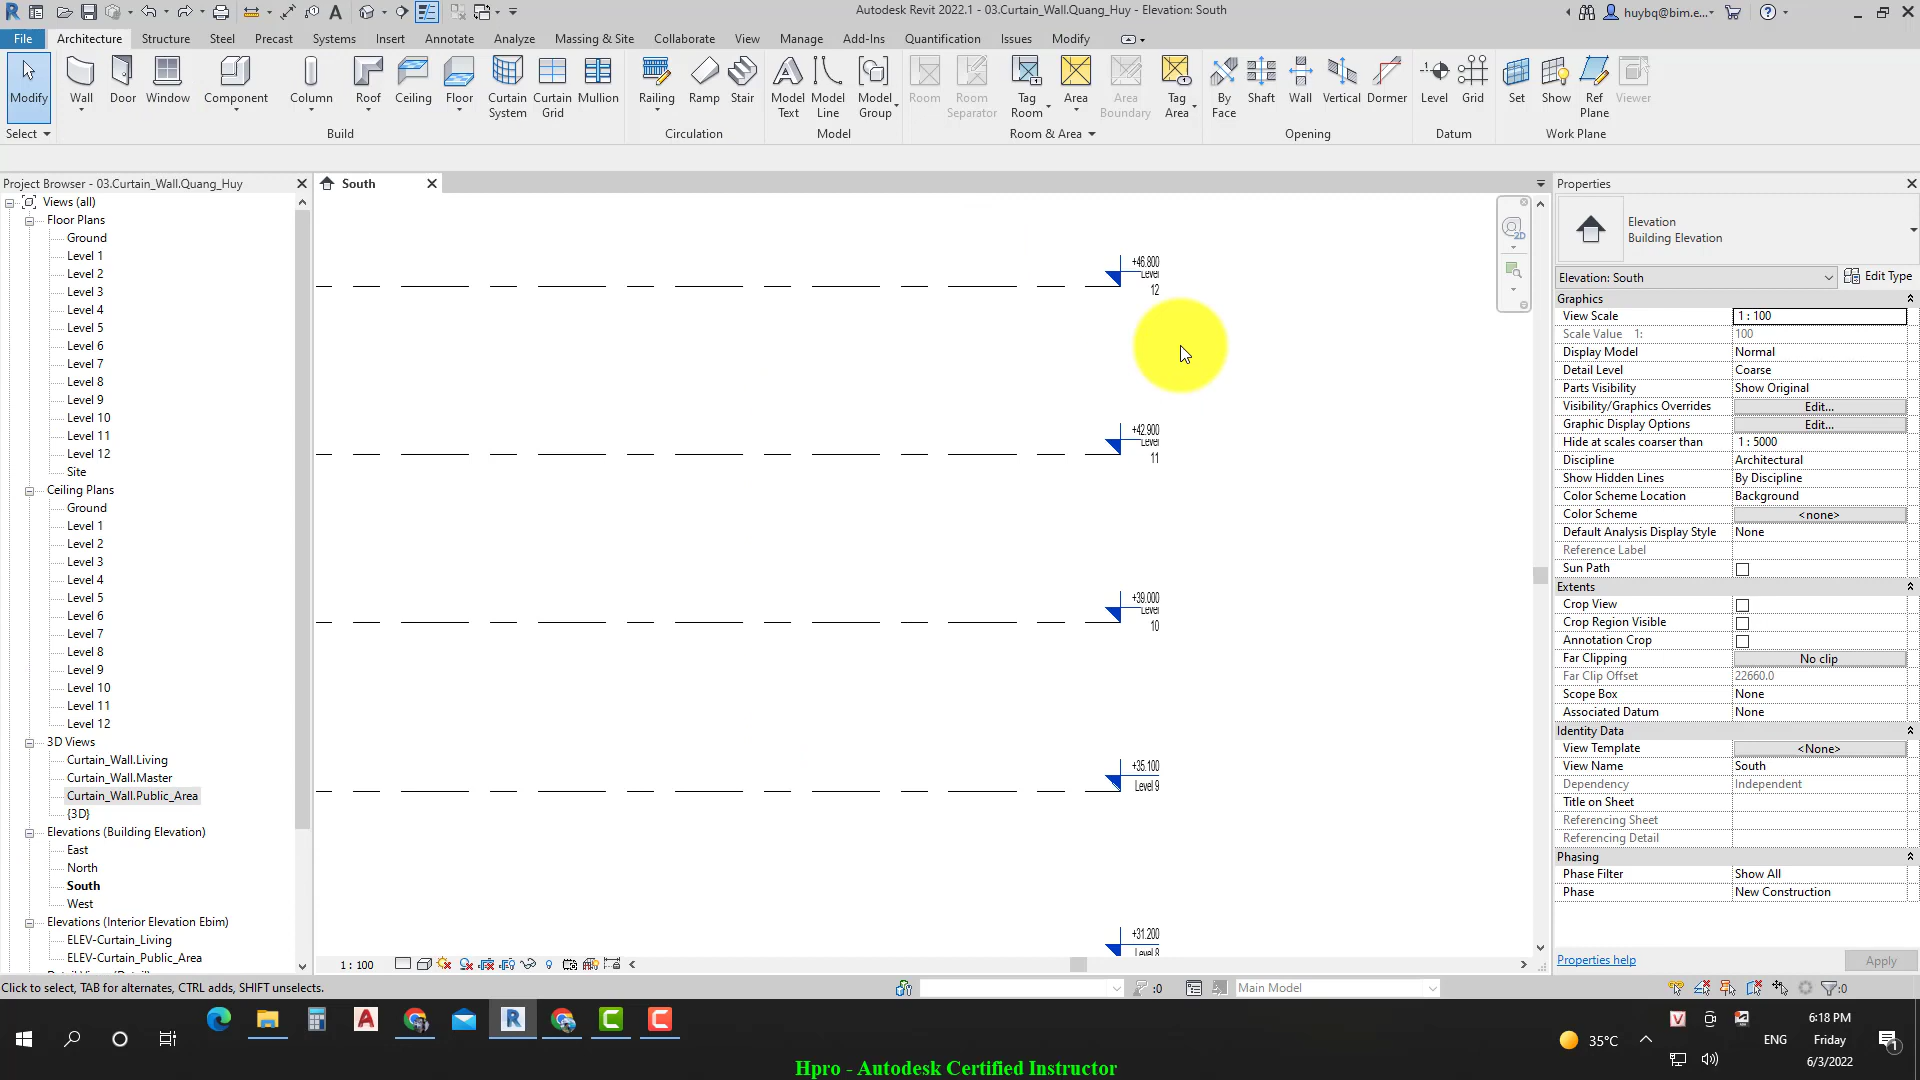 Autodesk Revit 2022.1 - 03.Curtain_Wall.Quang_Huy - Elevation: South
huybq@bim.e...
File Architecture Structure Steel Precast Systems Insert Annotate Analyze Massing & Site Collaborate View Manage Add-Ins Quantification Issues Modify
Modify Wall Door Window Component Column Roof Ceiling Floor Curtain System Curtain Grid Mullion Railing Ramp Stair Model Text Model Line Model Group Room Room Separator Tag Room Area Area Boundary Tag Area By Face Shaft Wall Vertical Dormer Level Grid Set Show Ref Plane Viewer
Select Build Circulation Model Room & Area Opening Datum Work Plane
Project Browser - 03.Curtain_Wall.Quang_Huy
Views (all)
Floor Plans
Ground
Level 1
Level 2
Level 3
Level 4
Level 5
Level 6
Level 7
Level 8
Level 9
Level 10
Level 11
Level 12
Site
Ceiling Plans
Ground
Level 1
Level 2
Level 3
Level 4
Level 5
Level 6
Level 7
Level 8
Level 9
Level 10
Level 11
Level 12
3D Views
Curtain_Wall.Living
Curtain_Wall.Master
Curtain_Wall.Public_Area
{3D}
Elevations (Building Elevation)
East
North
South
West
Elevations (Interior Elevation Ebim)
ELEV-Curtain_Living
ELEV-Curtain_Public_Area
South
2D
+46.800
Level
12
+42.900
Level
11
+39.000
Level
10
+35.100
Level 9
+31.200
Level 8
1 : 100
Properties
Elevation
Building Elevation
Elevation: South Edit Type
Graphics
View Scale 1 : 100
Scale Value 1: 100
Display Model Normal
Detail Level Coarse
Parts Visibility Show Original
Visibility/Graphics Overrides Edit...
Graphic Display Options Edit...
Hide at scales coarser than 1 : 5000
Discipline Architectural
Show Hidden Lines By Discipline
Color Scheme Location Background
Color Scheme <none>
Default Analysis Display Style None
Reference Label
Sun Path
Extents
Crop View
Crop Region Visible
Annotation Crop
Far Clipping No clip
Far Clip Offset 22660.0
Scope Box None
Associated Datum None
Identity Data
View Template <None>
View Name South
Dependency Independent
Title on Sheet
Referencing Sheet
Referencing Detail
Phasing
Phase Filter Show All
Phase New Construction
Properties help Apply
Click to select, TAB for alternates, CTRL adds, SHIFT unselects.
:0
Main Model
:0
35°C
ENG
6:18 PM
Friday
6/3/2022
1
Hpro - Autodesk Certified Instructor